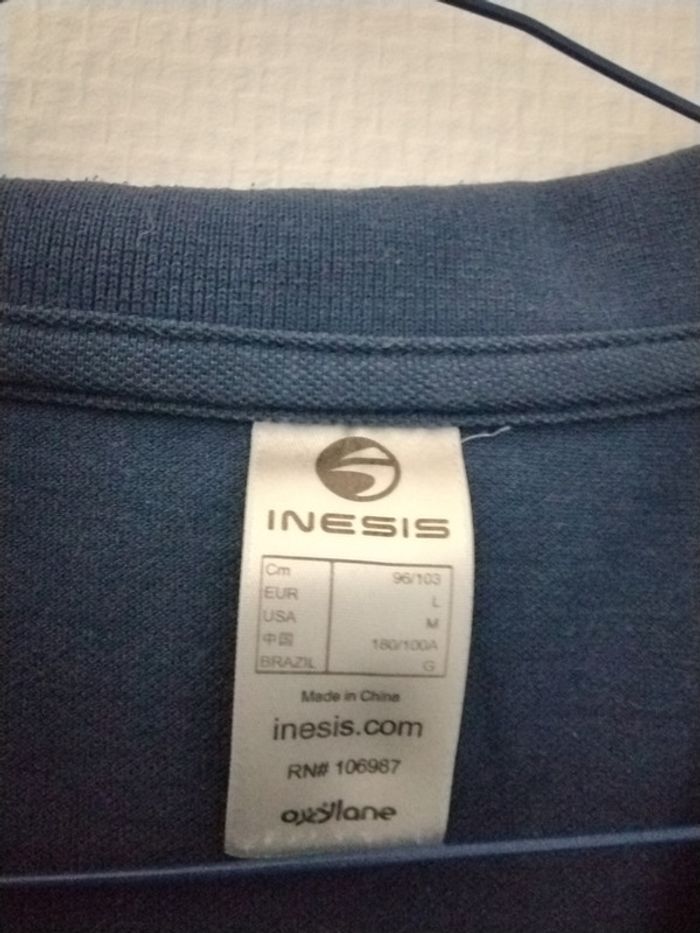 INESIS
Cm 96/103
EUR L
USA M
中国 180/100A
BRAZIL G
Made in China
inesis.com
RN# 106987
oxylane